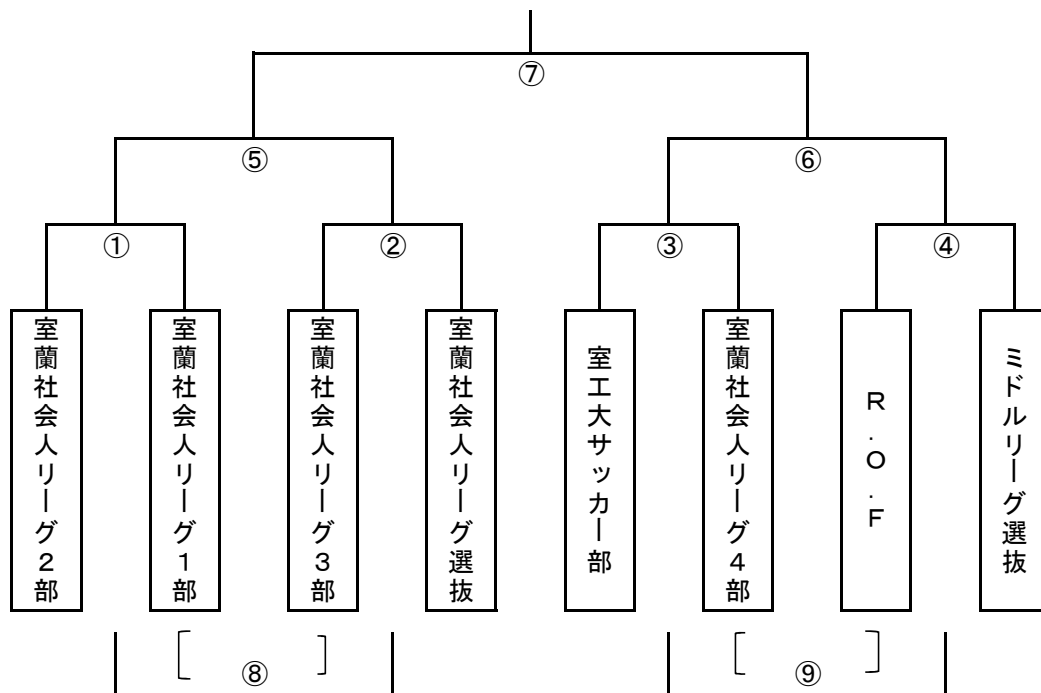 ⑦
⑤
⑥
①
②
③
④
室蘭社会人リーグ２部
室蘭社会人リーグ１部
室蘭社会人リーグ３部
室蘭社会人リーグ選抜
室工大サッカー部
室蘭社会人リーグ４部
Ｒ．Ｏ．Ｆ
ミドルリーグ選抜
［ ⑧ ］
［ ⑨ ］